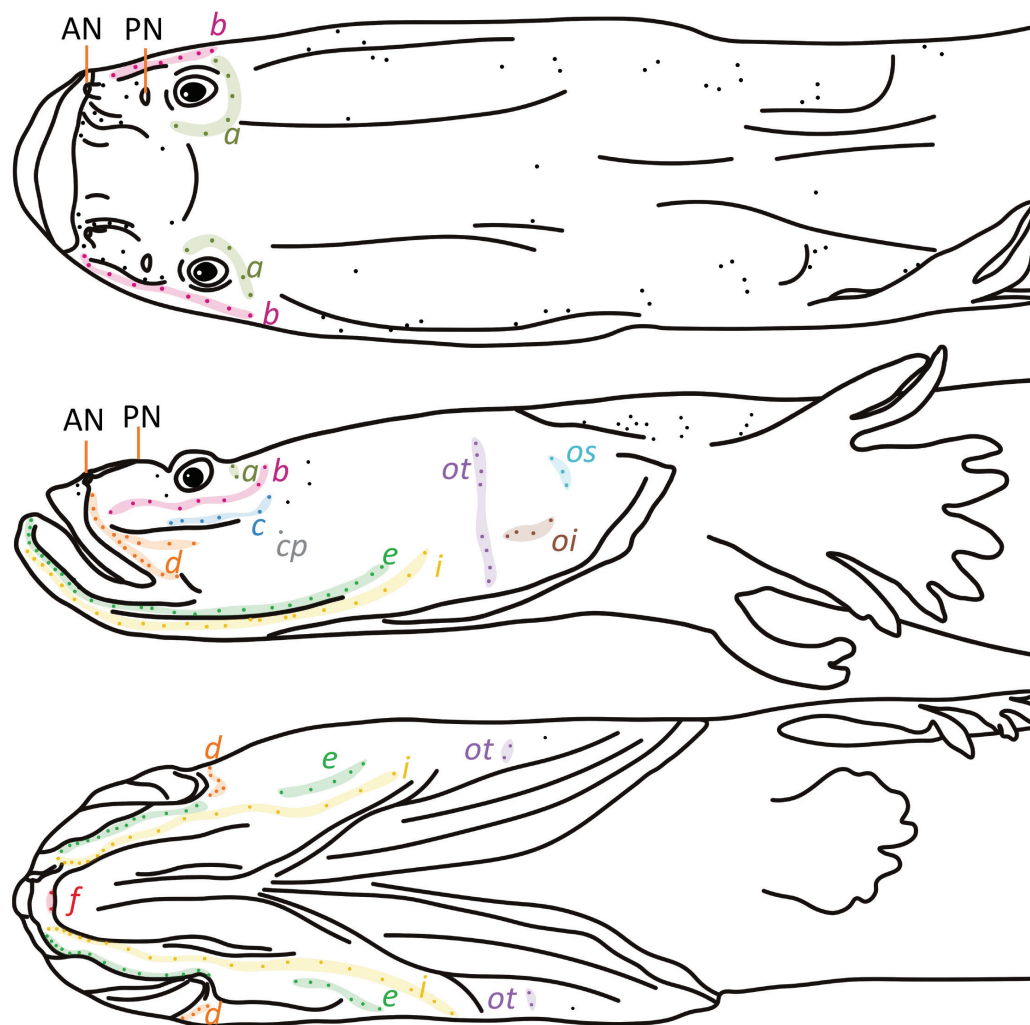 AN PN b
a
a
b
AN PN
a b ot os
c
cp oi
d e i
d e i ot
f
e i ot
d